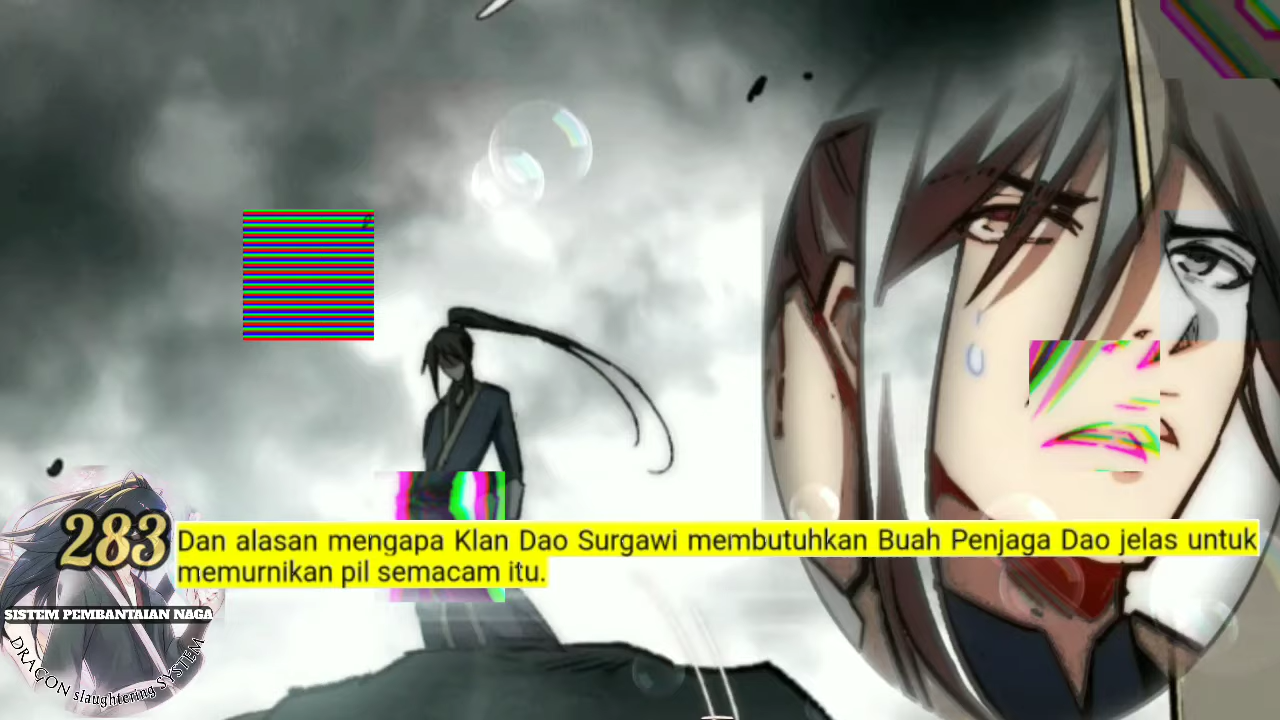 283
Dan alasan mengapa Klan Dao Surgawi membutuhkan Buah Penjaga Dao jelas untuk
memurnikan pil semacam itu.
SISTEM PEMBANTAIAN NAGA
DRAGON slaughtering SYSTEM